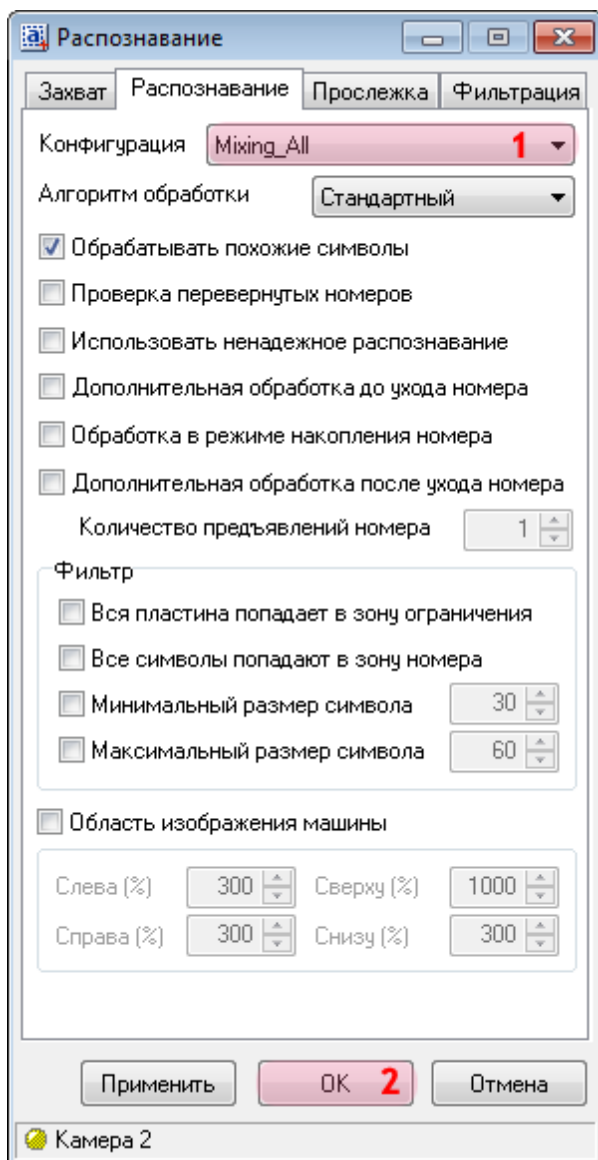 Распознавание
Захват Распознавание Прослежка Фильтрация
Конфигурация Mixing_All 1
Алгоритм обработки Стандартный
Обрабатывать похожие символы
Проверка перевернутых номеров
Использовать ненадежное распознавание
Дополнительная обработка до ухода номера
Обработка в режиме накопления номера
Дополнительная обработка после ухода номера
Количество предъявлений номера 1
Фильтр
Вся пластина попадает в зону ограничения
Все символы попадают в зону номера
Минимальный размер символа 30
Максимальный размер символа 60
Область изображения машины
Слева (%) 300 Сверху (%) 1000
Справа (%) 300 Снизу (%) 300
Применить OK 2 Отмена
Камера 2